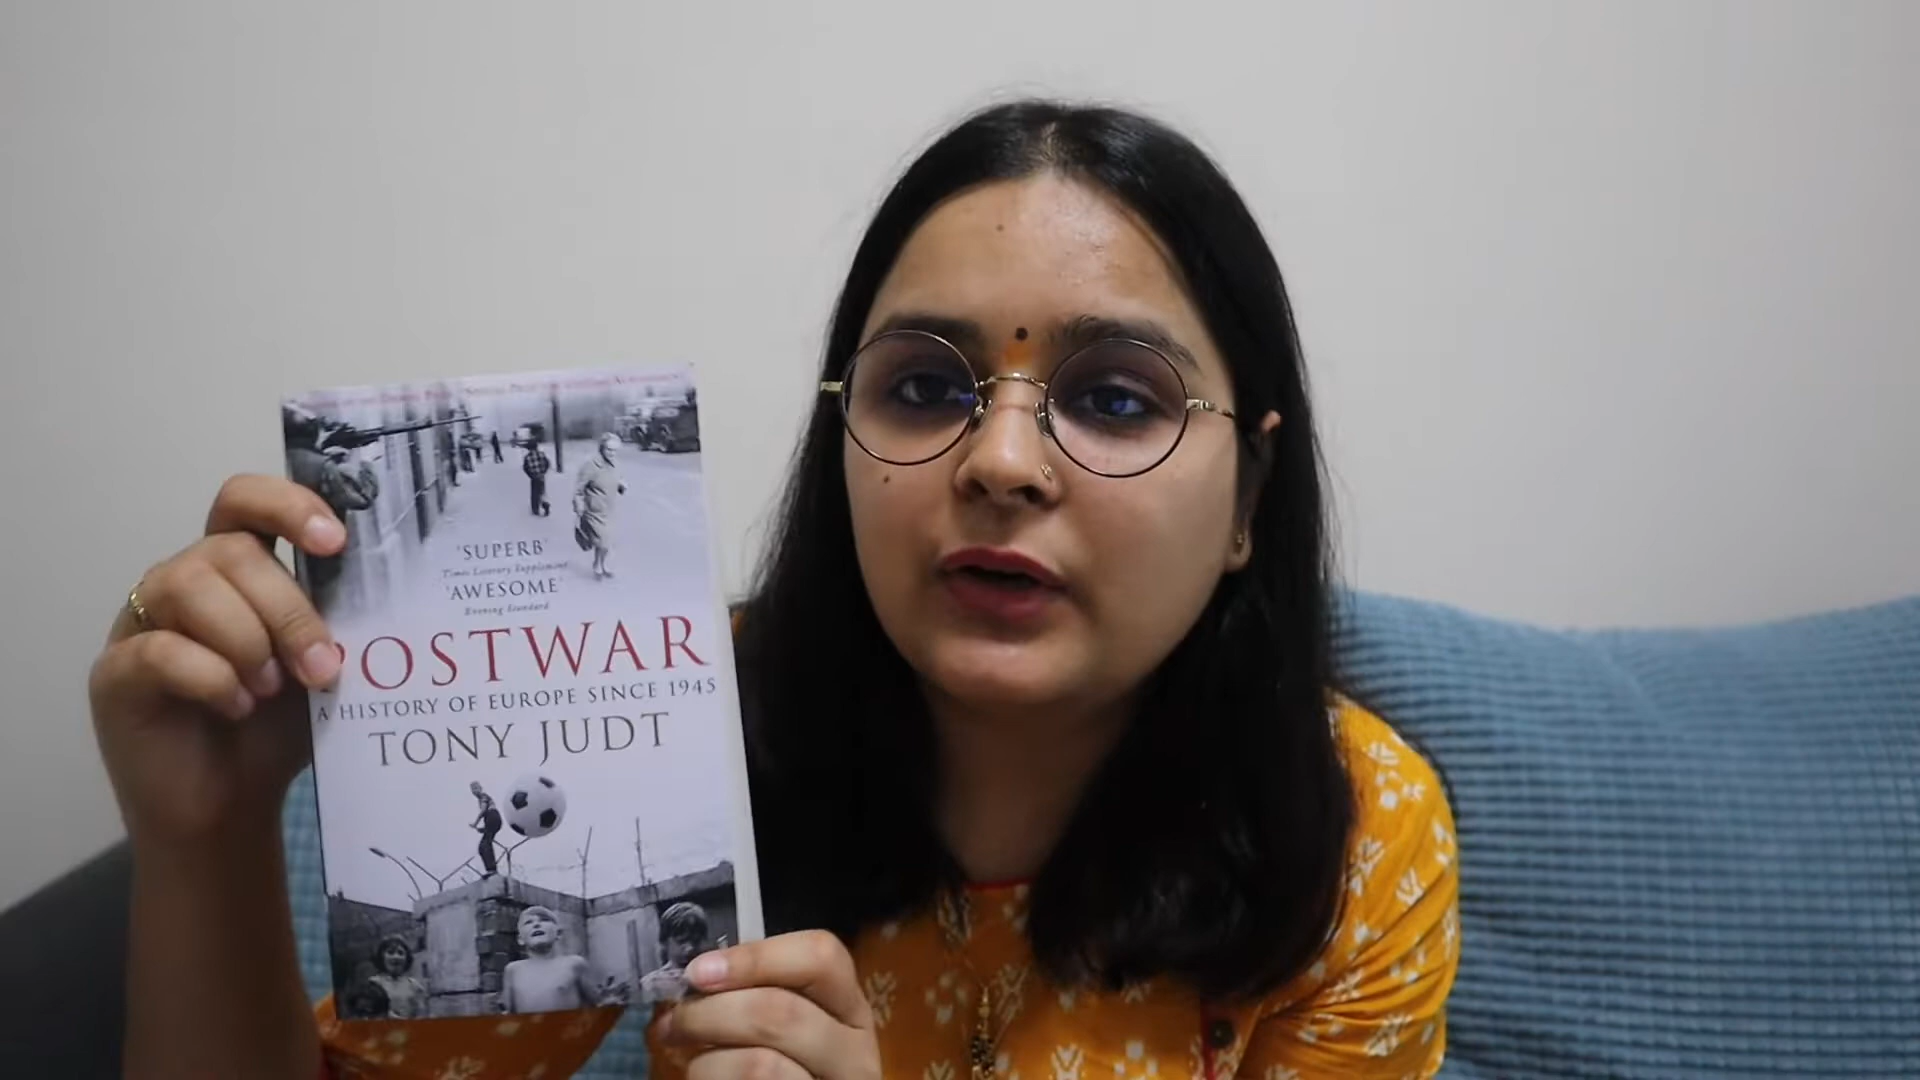 'SUPERB'
Times Literary Supplement
'AWESOME'
Evening Standard
POSTWAR
A HISTORY OF EUROPE SINCE 1945
TONY JUDT